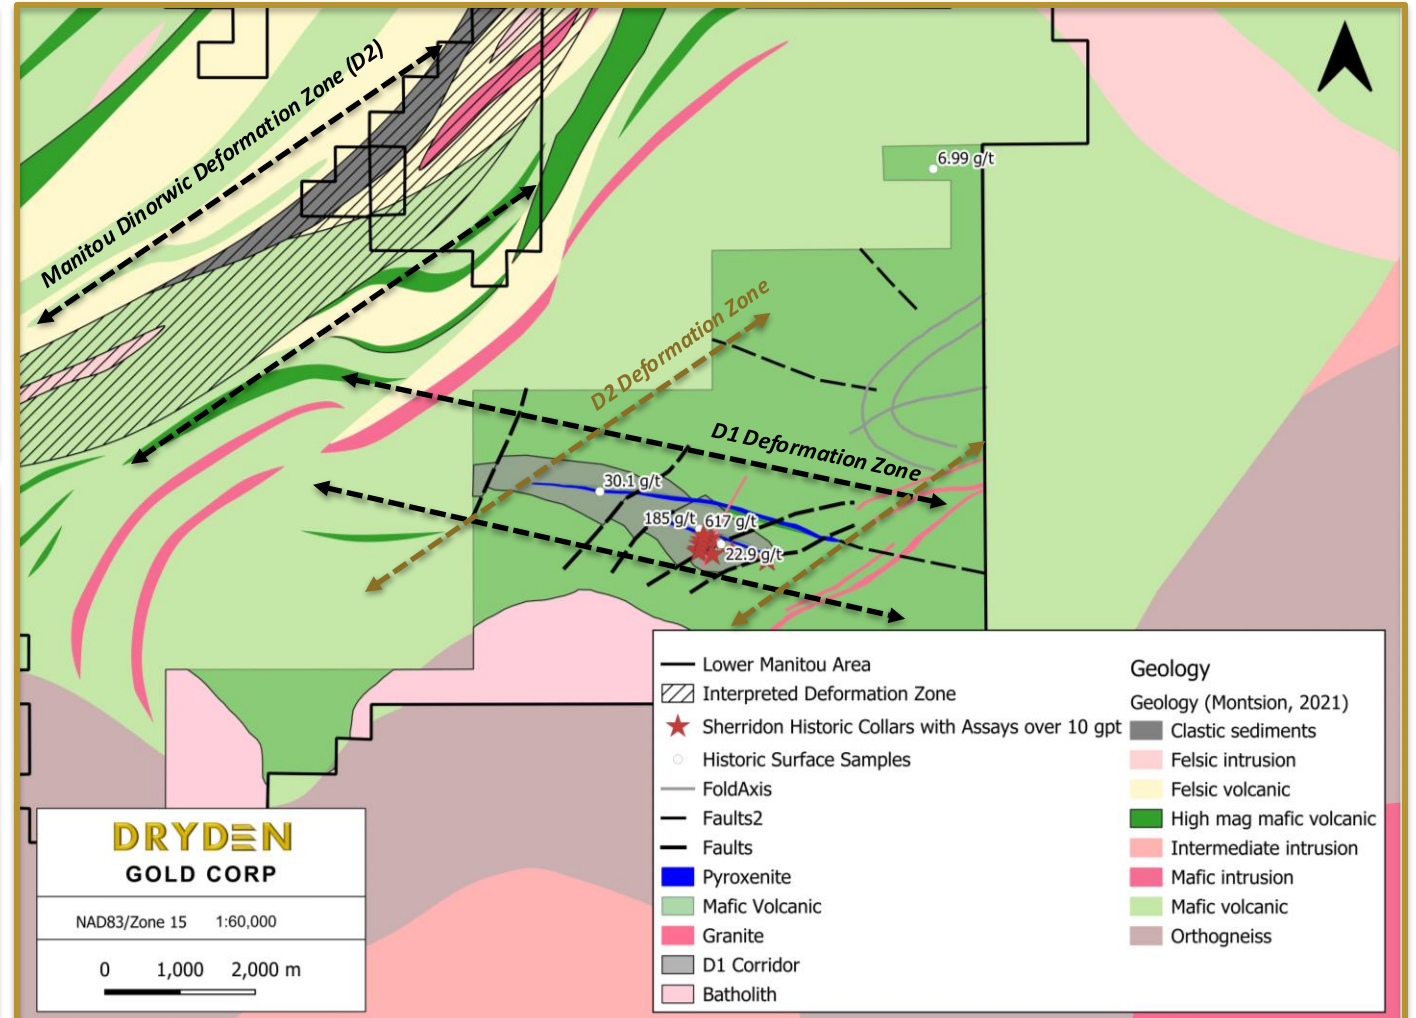 Manitou Dinorwic Deformation Zone (D2)
6.99 g/t
D2 Deformation Zone
D1 Deformation Zone
30.1 g/t
185 g/t
617 g/t
22.9 g/t
Lower Manitou Area
Interpreted Deformation Zone
Sherridon Historic Collars with Assays over 10 gpt
Historic Surface Samples
FoldAxis
Faults2
Faults
Pyroxenite
Mafic Volcanic
Granite
D1 Corridor
Batholith
Geology
Geology (Montsion, 2021)
Clastic sediments
Felsic intrusion
Felsic volcanic
High mag mafic volcanic
Intermediate intrusion
Mafic intrusion
Mafic volcanic
Orthogneiss
DRYDEN
GOLD CORP
NAD83/Zone 15 1:60,000
0 1,000 2,000 m